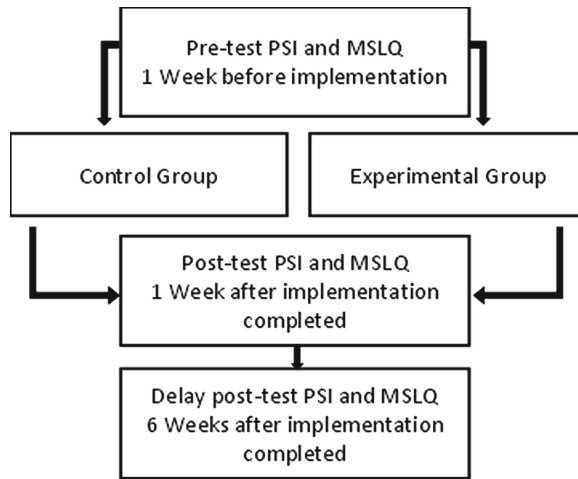 Pre-test PSI and MSLQ
1 Week before implementation
Control Group
Experimental Group
Post-test PSI and MSLQ
1 Week after implementation
completed
Delay post-test PSI and MSLQ
6 Weeks after implementation
completed